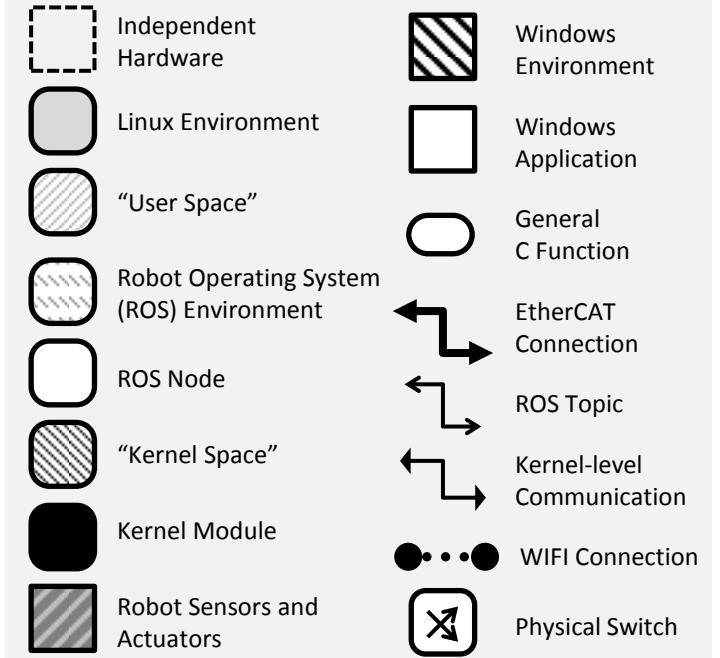 Independent
Hardware
Linux Environment
“User Space”
Robot Operating System
(ROS) Environment
ROS Node
“Kernel Space”
Kernel Module
Robot Sensors and
Actuators
Windows
Environment
Windows
Application
General
C Function
EtherCAT
Connection
ROS Topic
Kernel-level
Communication
WIFI Connection
Physical Switch